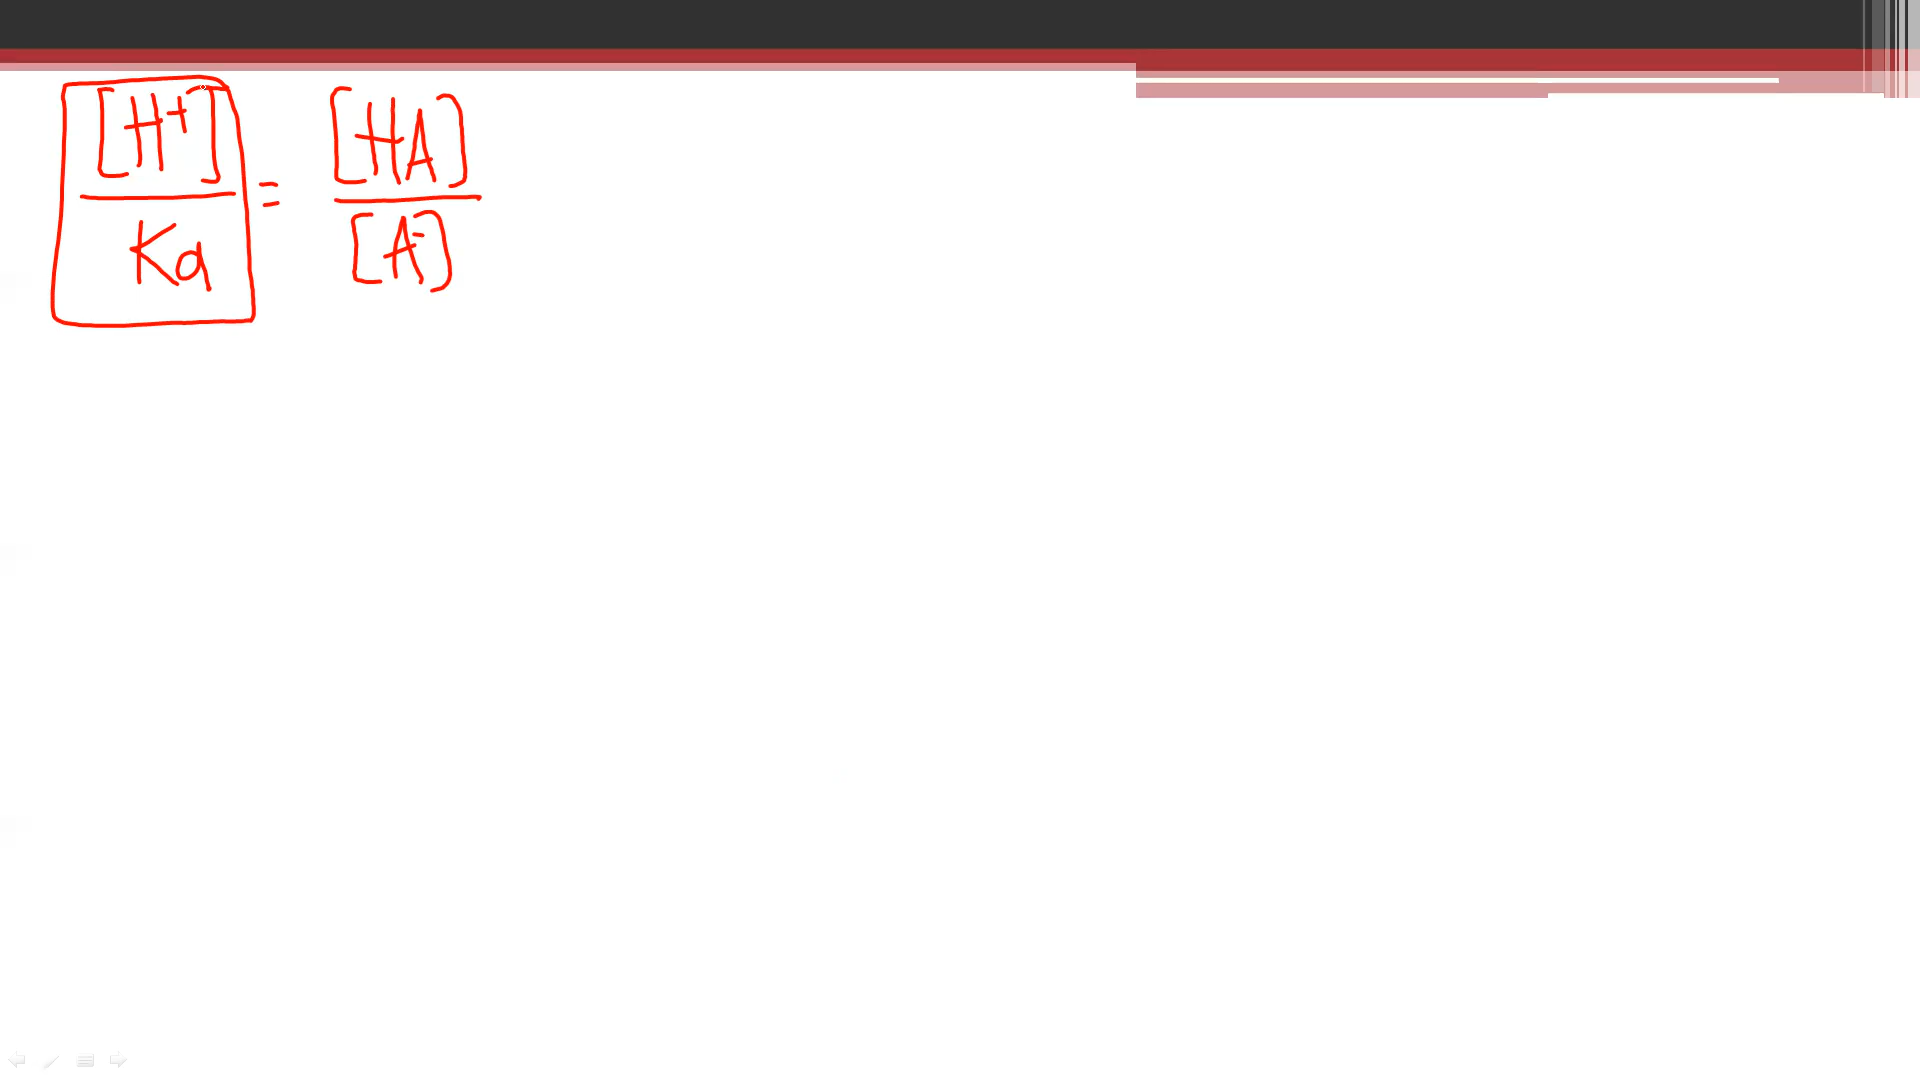 [H+] / Ka = [HA] / [A-]